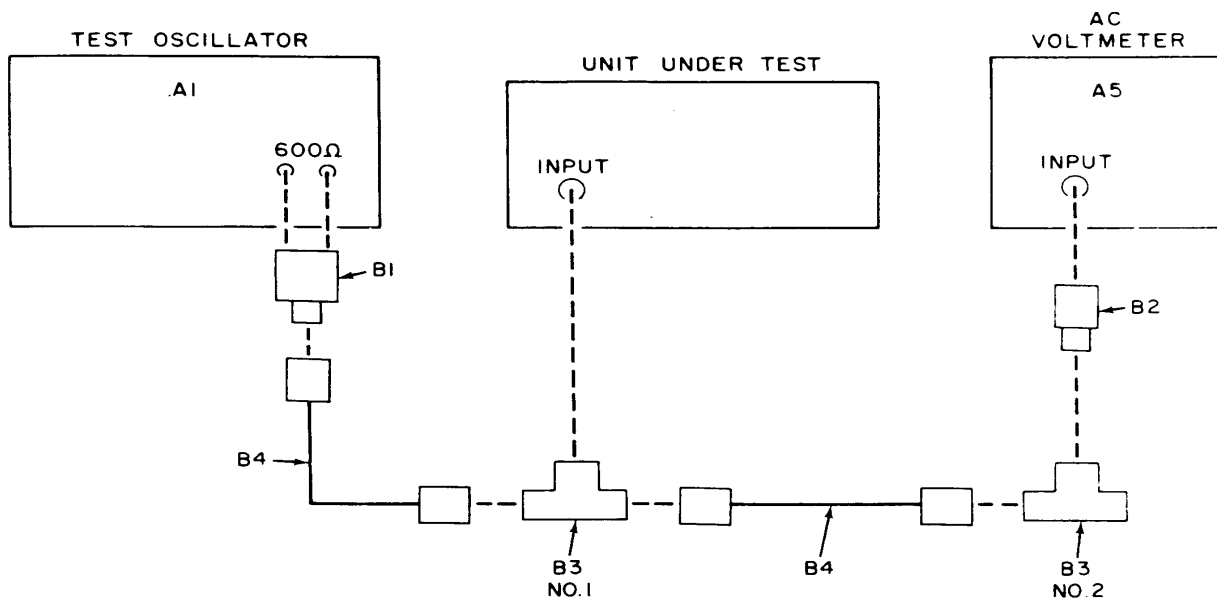 TEST OSCILLATOR
.A1
600Ω
B1
B4
UNIT UNDER TEST
INPUT
B3
NO.1
B4
AC
VOLTMETER
A5
INPUT
B2
B3
NO.2